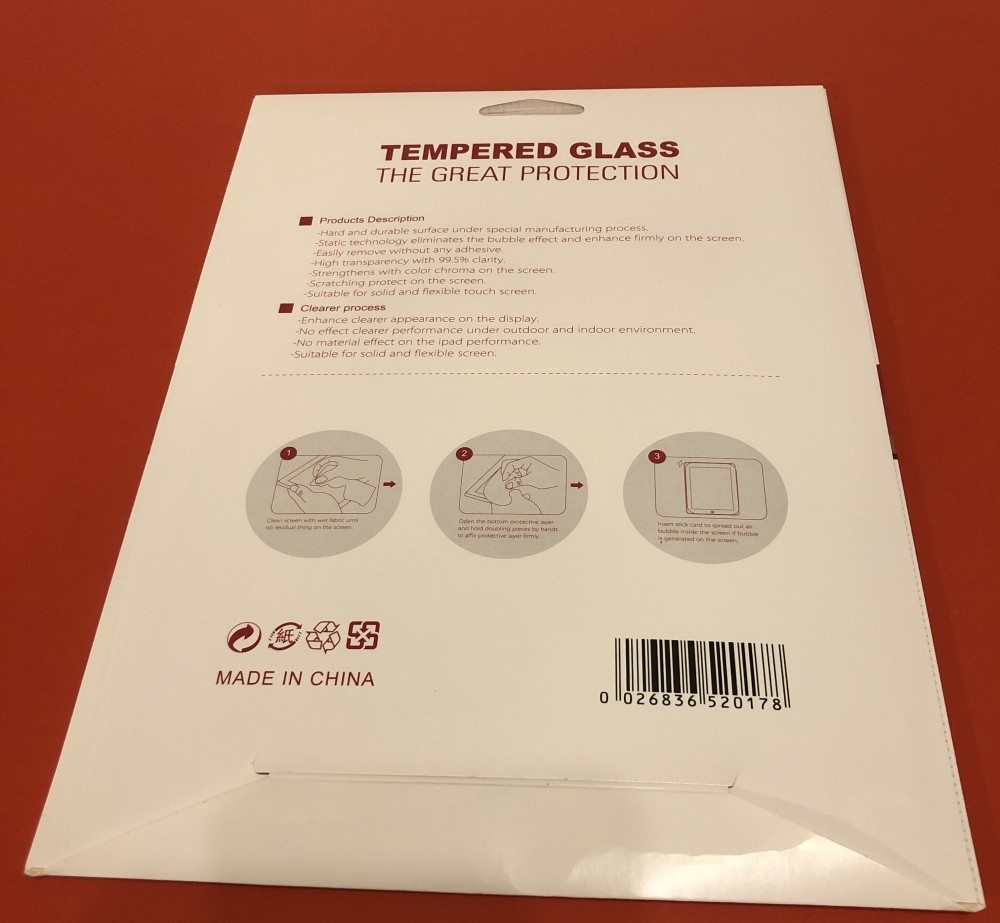 TEMPERED GLASS
THE GREAT PROTECTION
Products Description
-Hard and durable surface under special manufacturing process.
-Static technology eliminates the bubble effect and enhance firmly on the screen.
-Easily remove without any adhesive.
-High transparency with 99.5% clarity.
-Strengthens with color chroma on the screen.
-Scratching protect on the screen.
-Suitable for solid and flexible touch screen.
Clearer process
-Enhance clearer appearance on the display.
-No effect clearer performance under outdoor and indoor environment.
-No material effect on the ipad performance.
-Suitable for solid and flexible screen.
1
Clean screen with wet fabric until
no residual thing on the screen.
2
Open the bottom protective layer
and hold doubling pieces by hands
to affix protective layer firmly.
3
Insert stick card to spread out air
bubble inside the screen if bubble
is generated on the screen.
紙
MADE IN CHINA
0 026836 520178